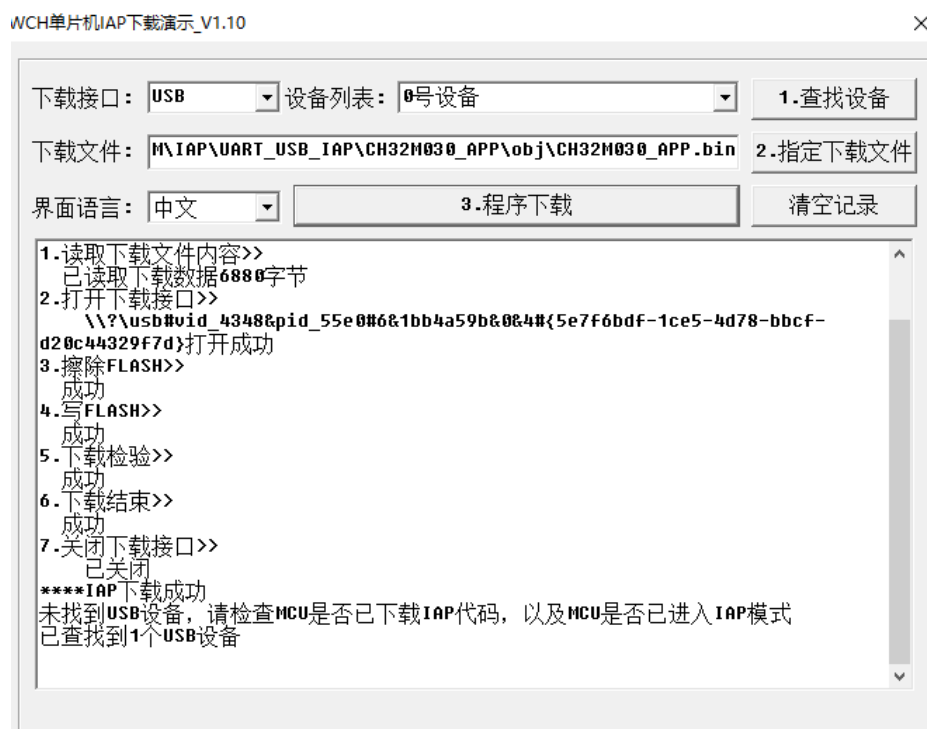 WCH单片机IAP下载演示_V1.10
下载接口: USB 设备列表: 0号设备 1.查找设备
下载文件: M\IAP\UART_USB_IAP\CH32M030_APP\obj\CH32M030_APP.bin 2.指定下载文件
界面语言: 中文 3.程序下载 清空记录
1.读取下载文件内容>>
已读取下载数据6880字节
2.打开下载接口>>
\\?\usb#vid_4348&pid_55e0#6&1bb4a59b&0&4#{5e7f6bdf-1ce5-4d78-bbcf-
d20c44329f7d}打开成功
3.擦除FLASH>>
成功
4.写FLASH>>
成功
5.下载检验>>
成功
6.下载结束>>
成功
7.关闭下载接口>>
已关闭
****IAP下载成功
未找到USB设备，请检查MCU是否已下载IAP代码，以及MCU是否已进入IAP模式
已查找到1个USB设备